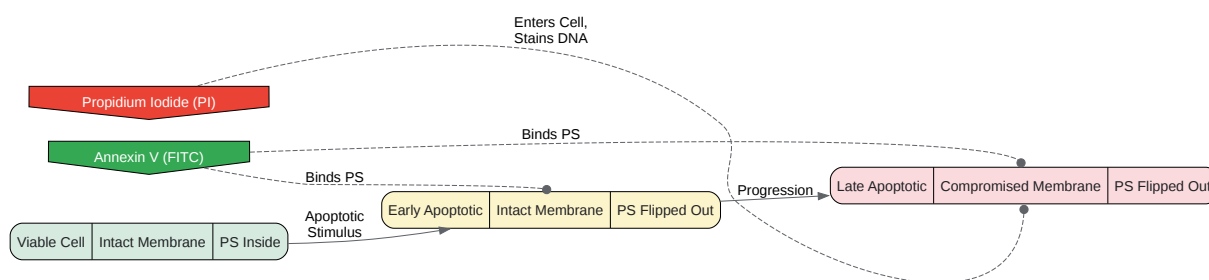 Enters Cell,
Stains DNA
Propidium Iodide (PI)
Annexin V (FITC)
Binds PS
Binds PS
Viable Cell
Intact Membrane
PS Inside
Apoptotic
Stimulus
Early Apoptotic
Intact Membrane
PS Flipped Out
Progression
Late Apoptotic
Compromised Membrane
PS Flipped Out